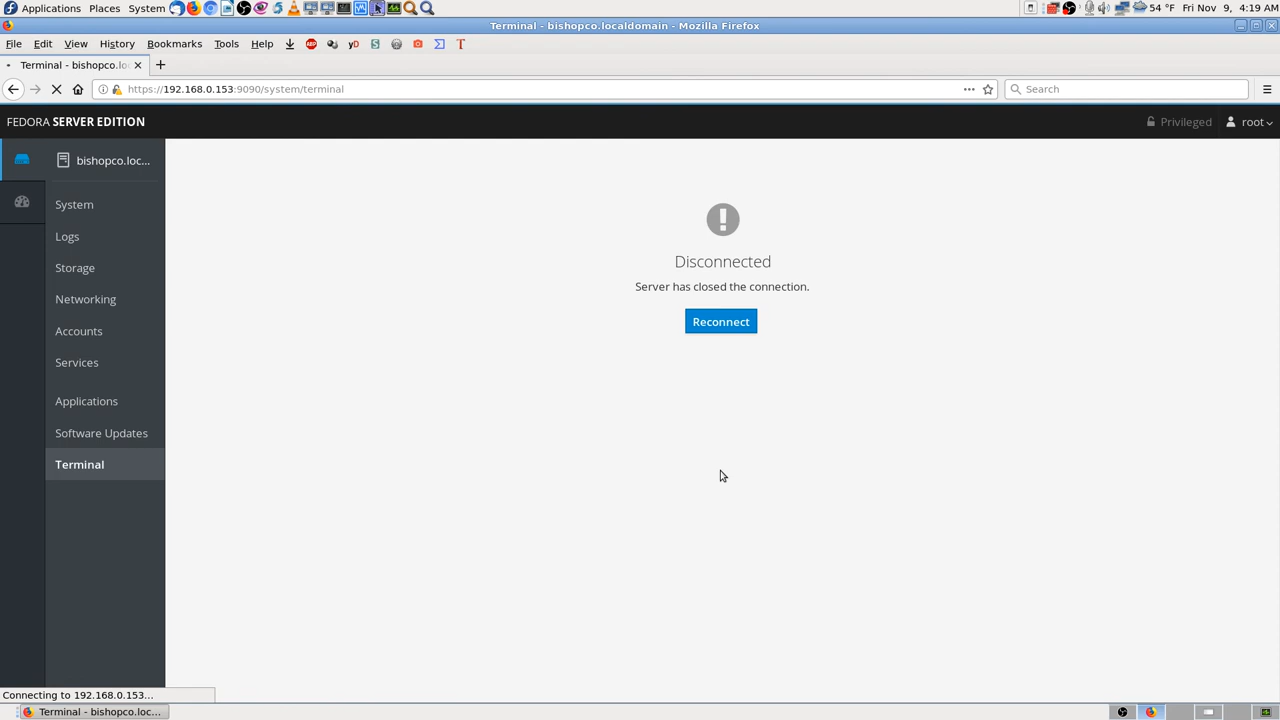 Applications Places System 54 °F Fri Nov 9, 4:19 AM
Terminal - bishopco.localdomain - Mozilla Firefox
File Edit View History Bookmarks Tools Help
Terminal - bishopco.lo
https://192.168.0.153:9090/system/terminal
Search
FEDORA SERVER EDITION
Privileged
root
bishopco.loc...
System
Logs
Storage
Networking
Accounts
Services
Applications
Software Updates
Terminal
Disconnected
Server has closed the connection.
Reconnect
Connecting to 192.168.0.153...
Terminal - bishopco.loc...